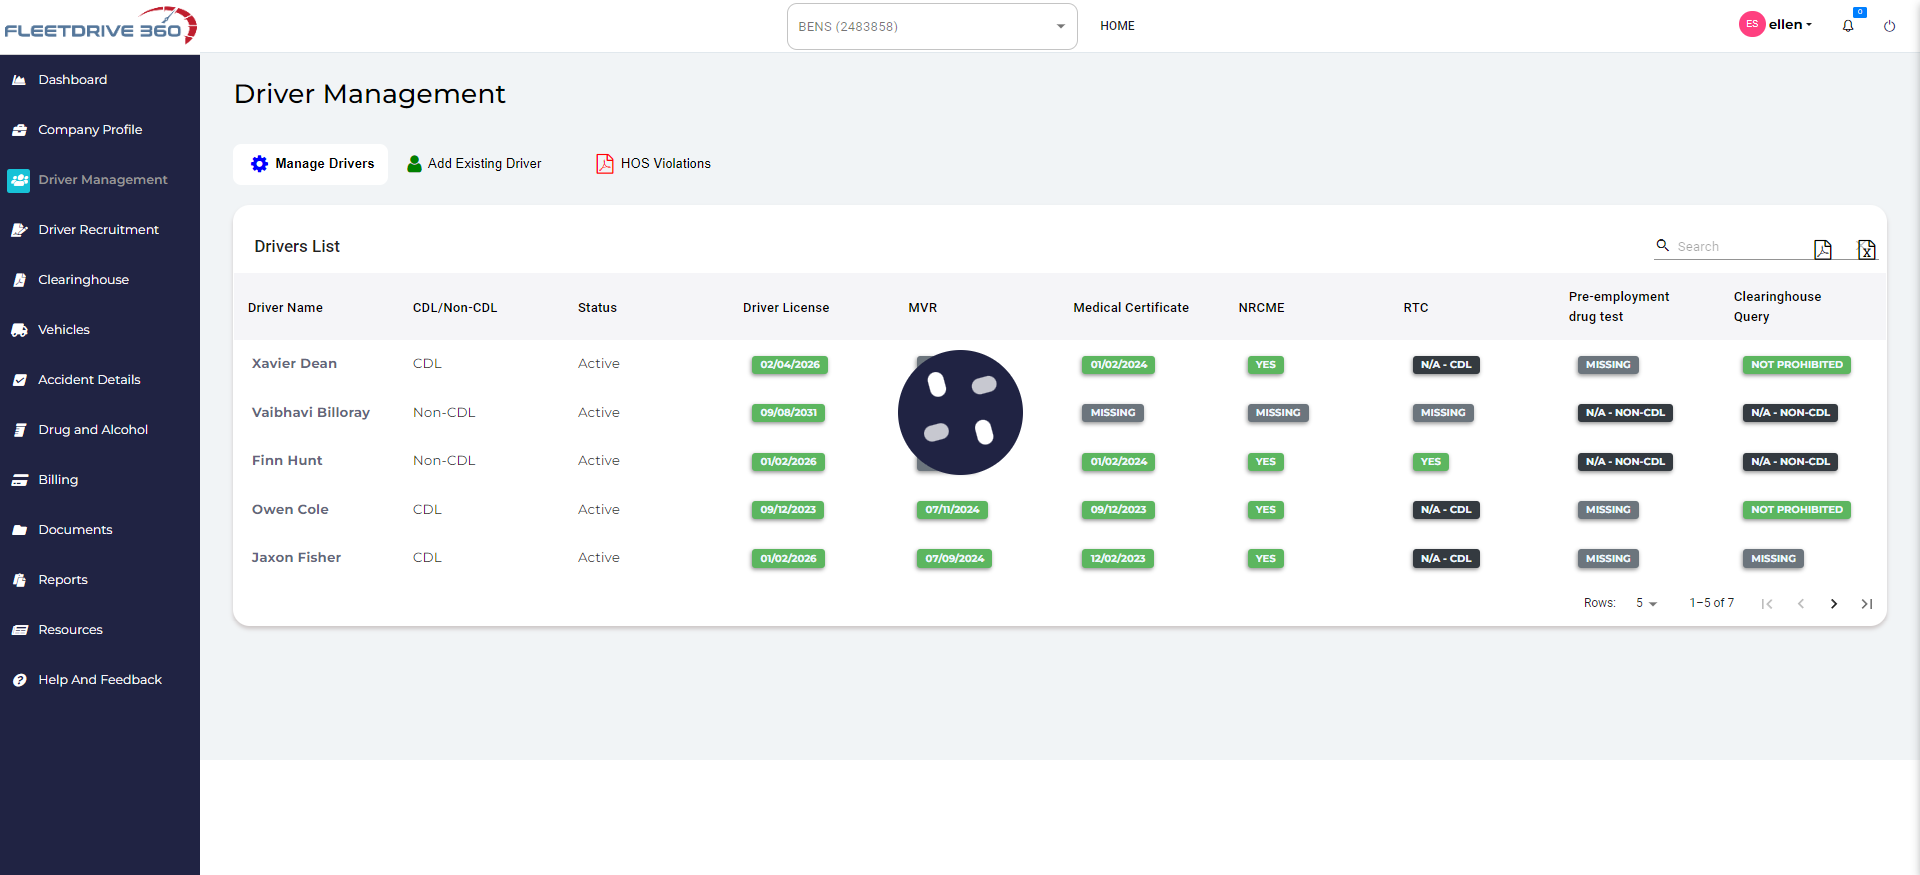 FLEETDRIVE 360
BENS (2483858)
HOME
ES
ellen
0
Dashboard
Company Profile
Driver Management
Driver Recruitment
Clearinghouse
Vehicles
Accident Details
Drug and Alcohol
Billing
Documents
Reports
Resources
Help And Feedback
Driver Management
Manage Drivers
Add Existing Driver
HOS Violations
Drivers List
Search
Driver Name CDL/Non-CDL Status Driver License MVR Medical Certificate NRCME RTC Pre-employment drug test Clearinghouse Query
Xavier Dean CDL Active 02/04/2026 01/02/2024 YES N/A - CDL MISSING NOT PROHIBITED
Vaibhavi Billoray Non-CDL Active 09/08/2031 MISSING MISSING MISSING N/A - NON-CDL N/A - NON-CDL
Finn Hunt Non-CDL Active 01/02/2026 01/02/2024 YES YES N/A - NON-CDL N/A - NON-CDL
Owen Cole CDL Active 09/12/2023 07/11/2024 09/12/2023 YES N/A - CDL MISSING NOT PROHIBITED
Jaxon Fisher CDL Active 01/02/2026 07/09/2024 12/02/2023 YES N/A - CDL MISSING MISSING
Rows: 5 1–5 of 7